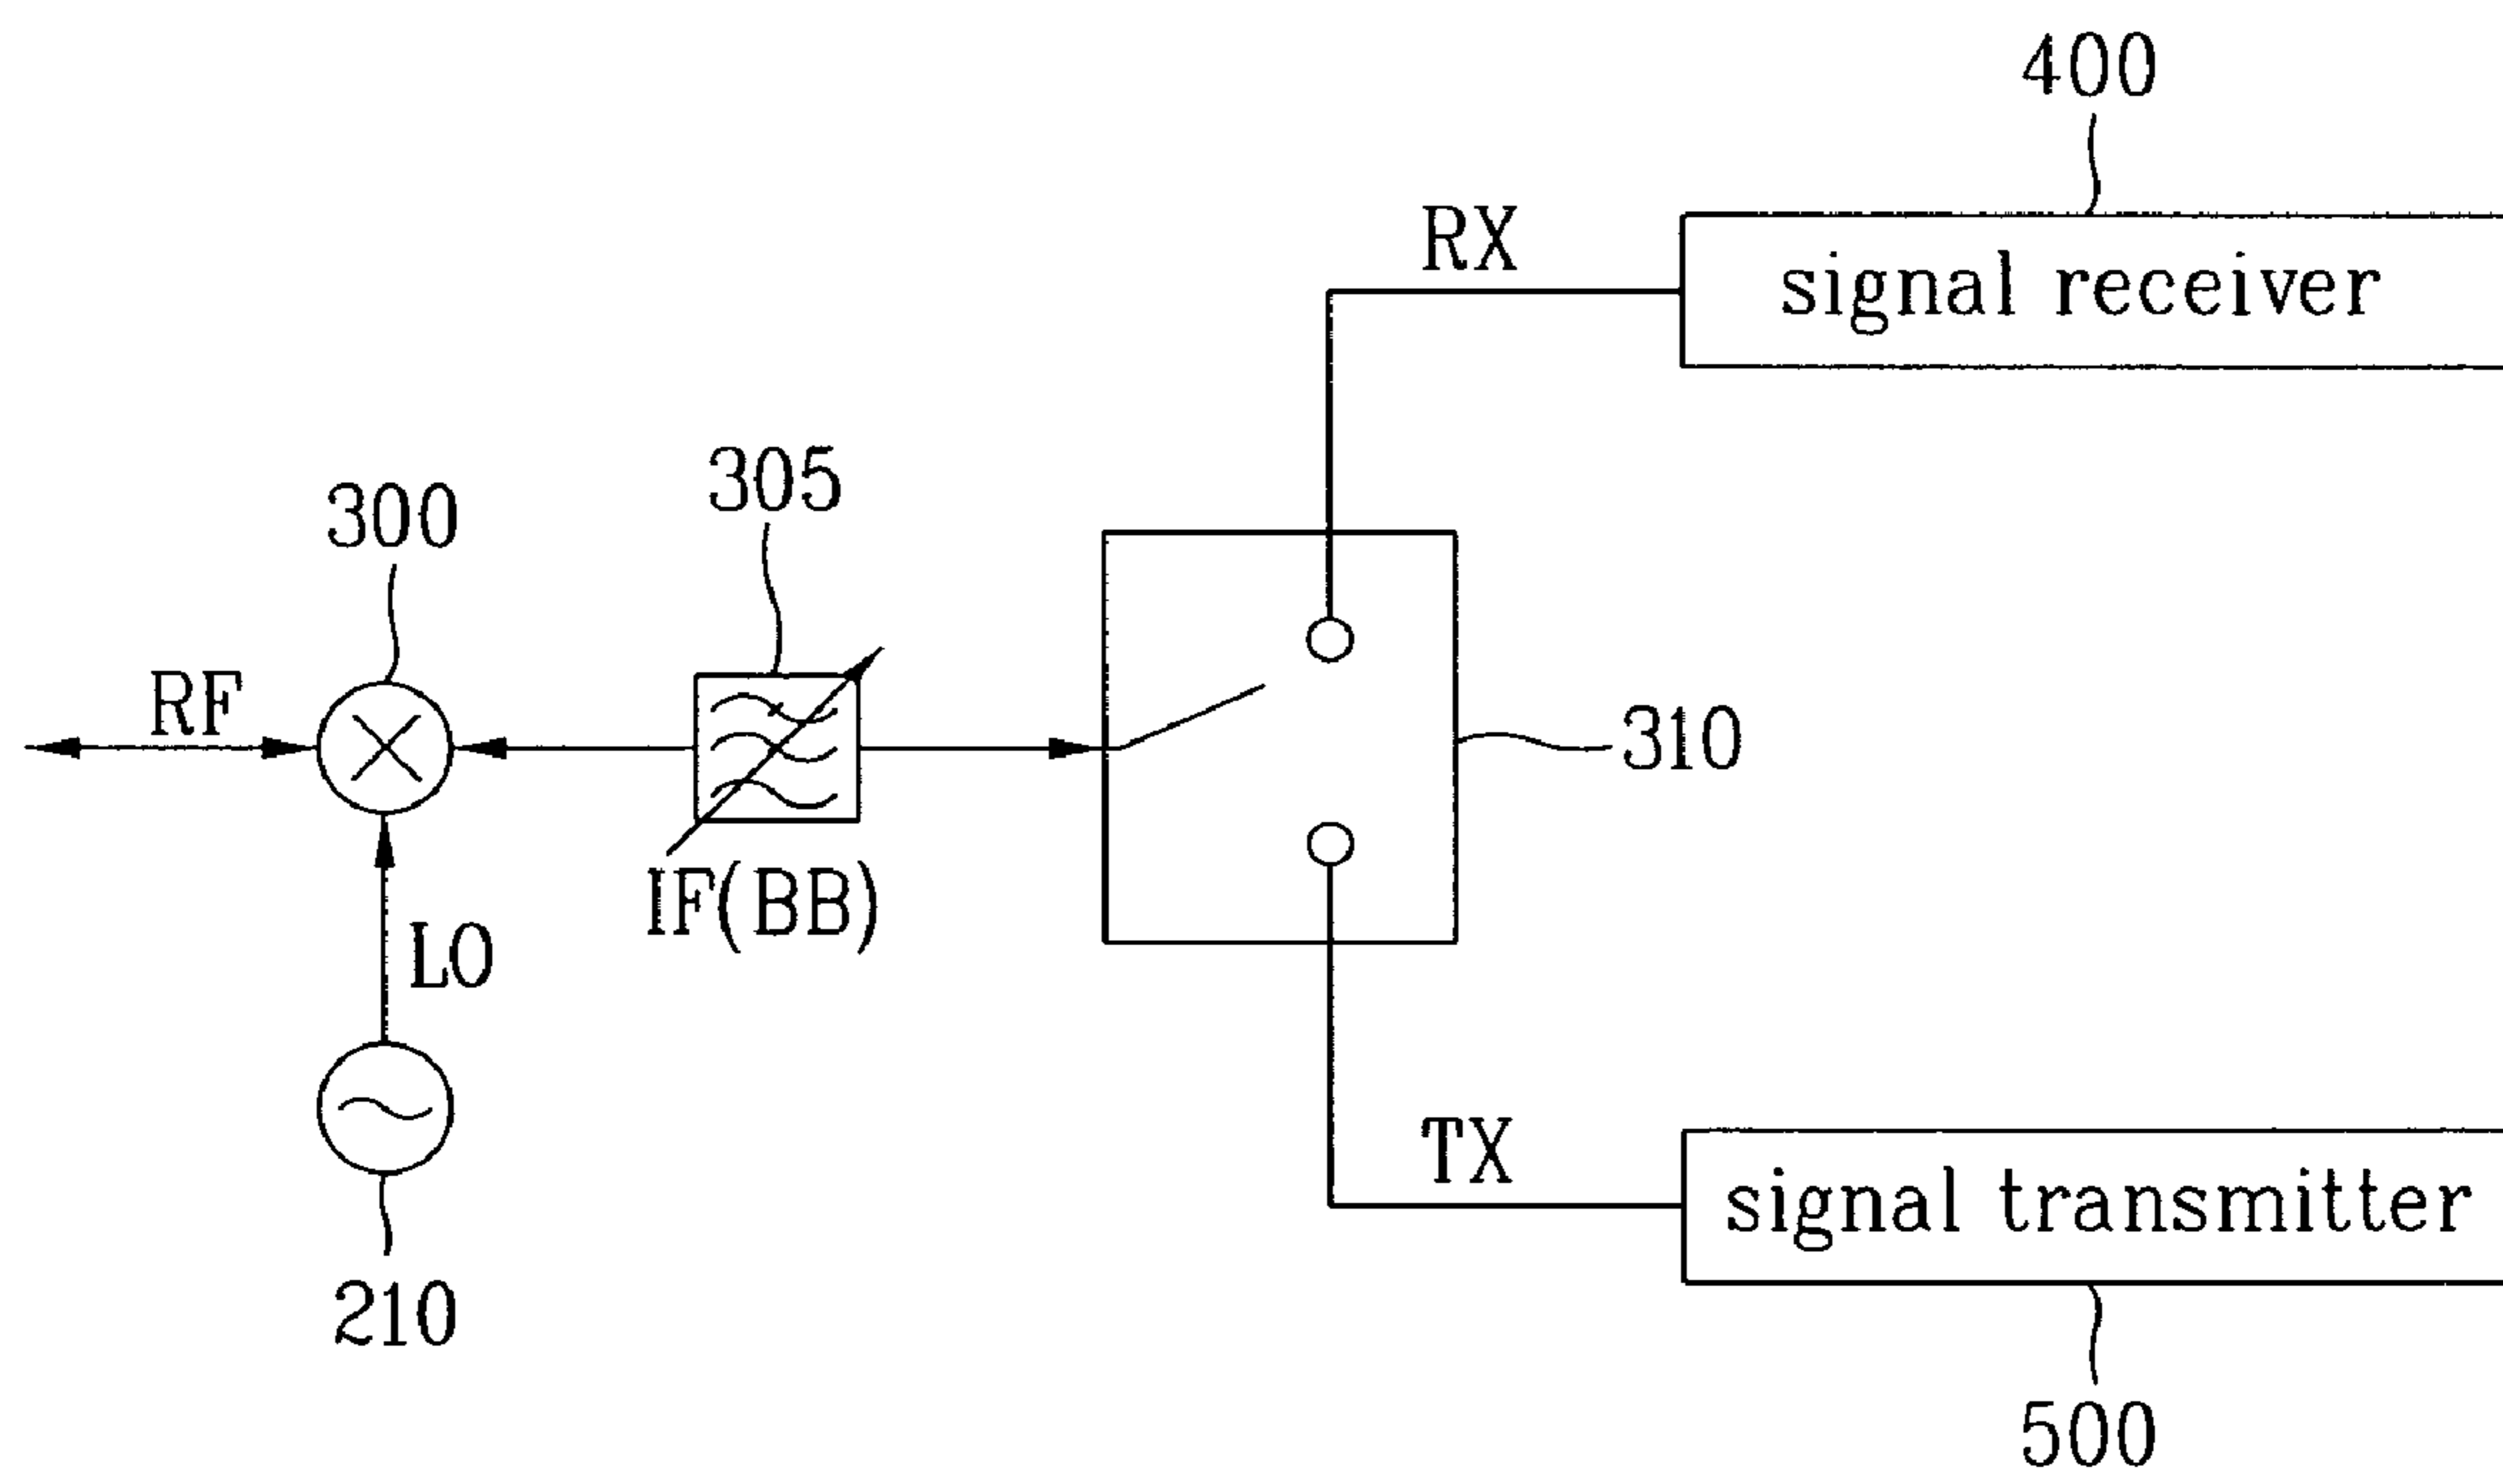 400
RX
signal receiver
305
300
RF
310
IF(BB)
LO
TX
signal transmitter
210
500